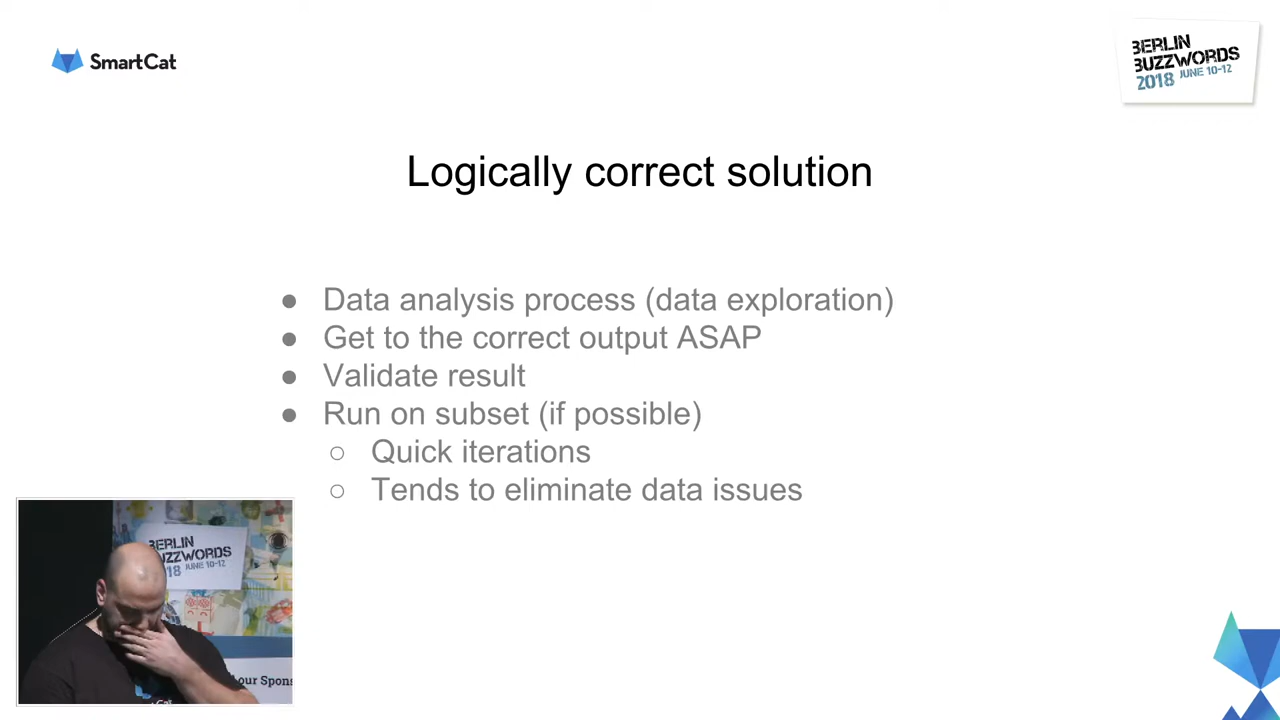 SmartCat
BERLIN
BUZZWORDS
2018 JUNE 10-12
Logically correct solution
● Data analysis process (data exploration)
● Get to the correct output ASAP
● Validate result
● Run on subset (if possible)
○ Quick iterations
○ Tends to eliminate data issues
BERLIN
BUZZWORDS
18 JUNE 10-12
our Spons